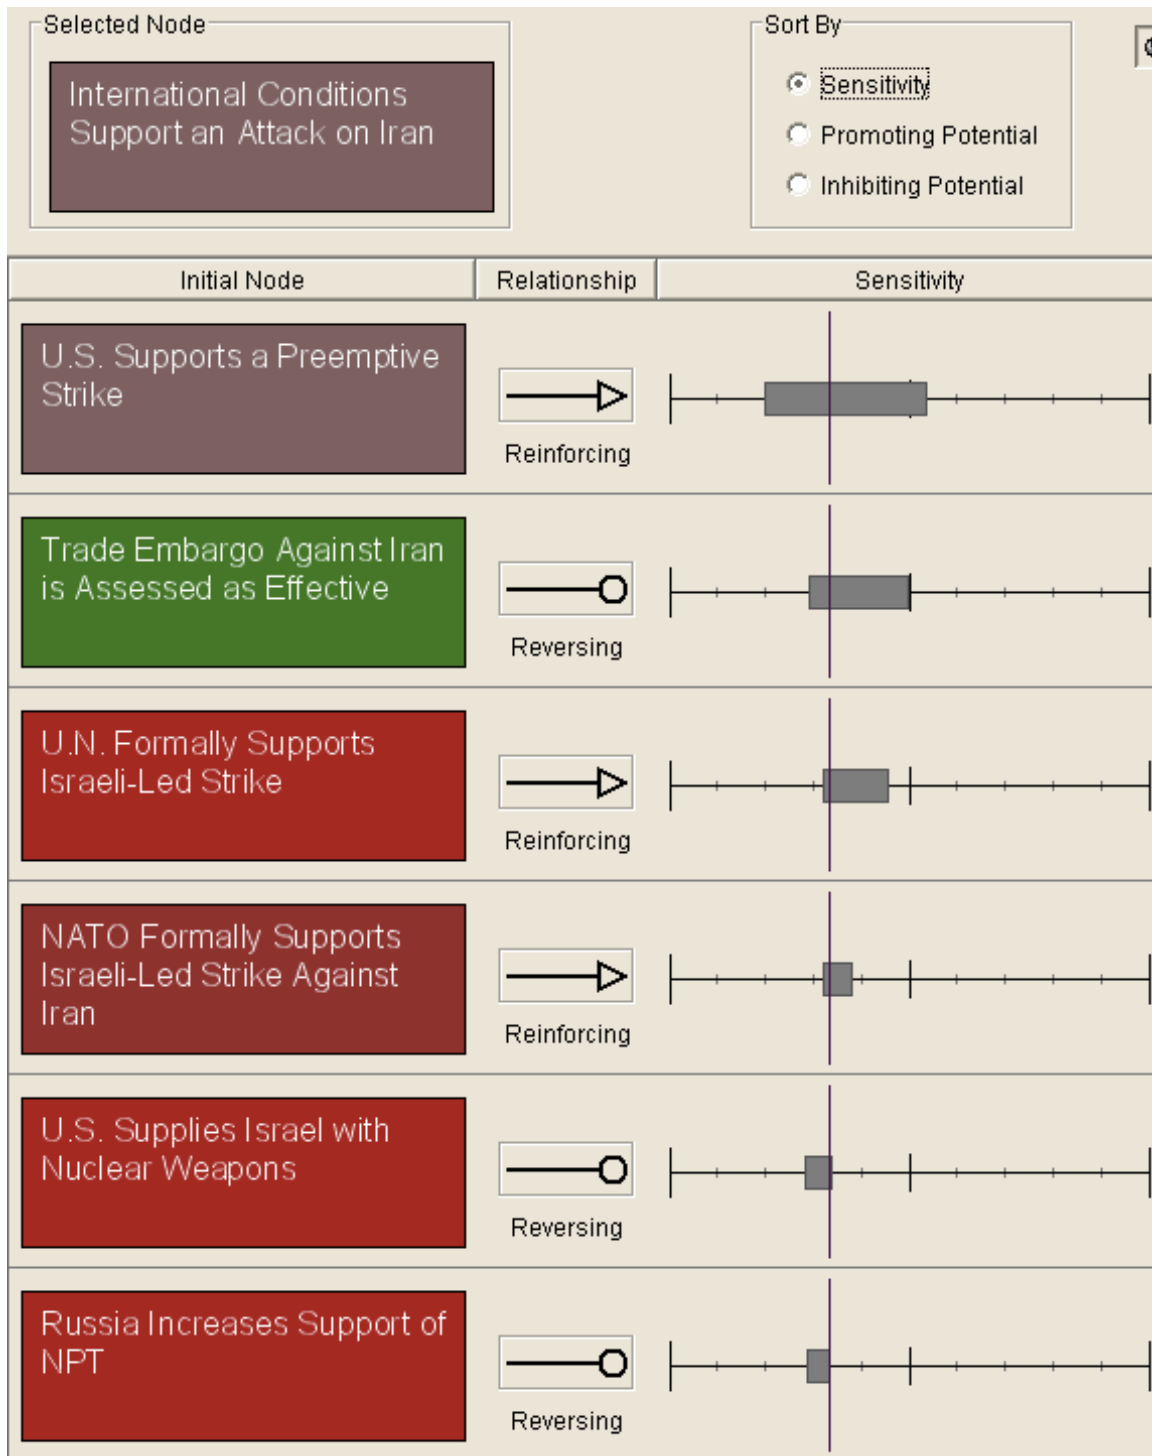 Selected Node
International Conditions
Support an Attack on Iran
Sort By
Sensitivity
Promoting Potential
Inhibiting Potential
Initial Node
Relationship
Sensitivity
U.S. Supports a Preemptive
Strike
Reinforcing
Trade Embargo Against Iran
is Assessed as Effective
Reversing
U.N. Formally Supports
Israeli-Led Strike
Reinforcing
NATO Formally Supports
Israeli-Led Strike Against
Iran
Reinforcing
U.S. Supplies Israel with
Nuclear Weapons
Reversing
Russia Increases Support of
NPT
Reversing